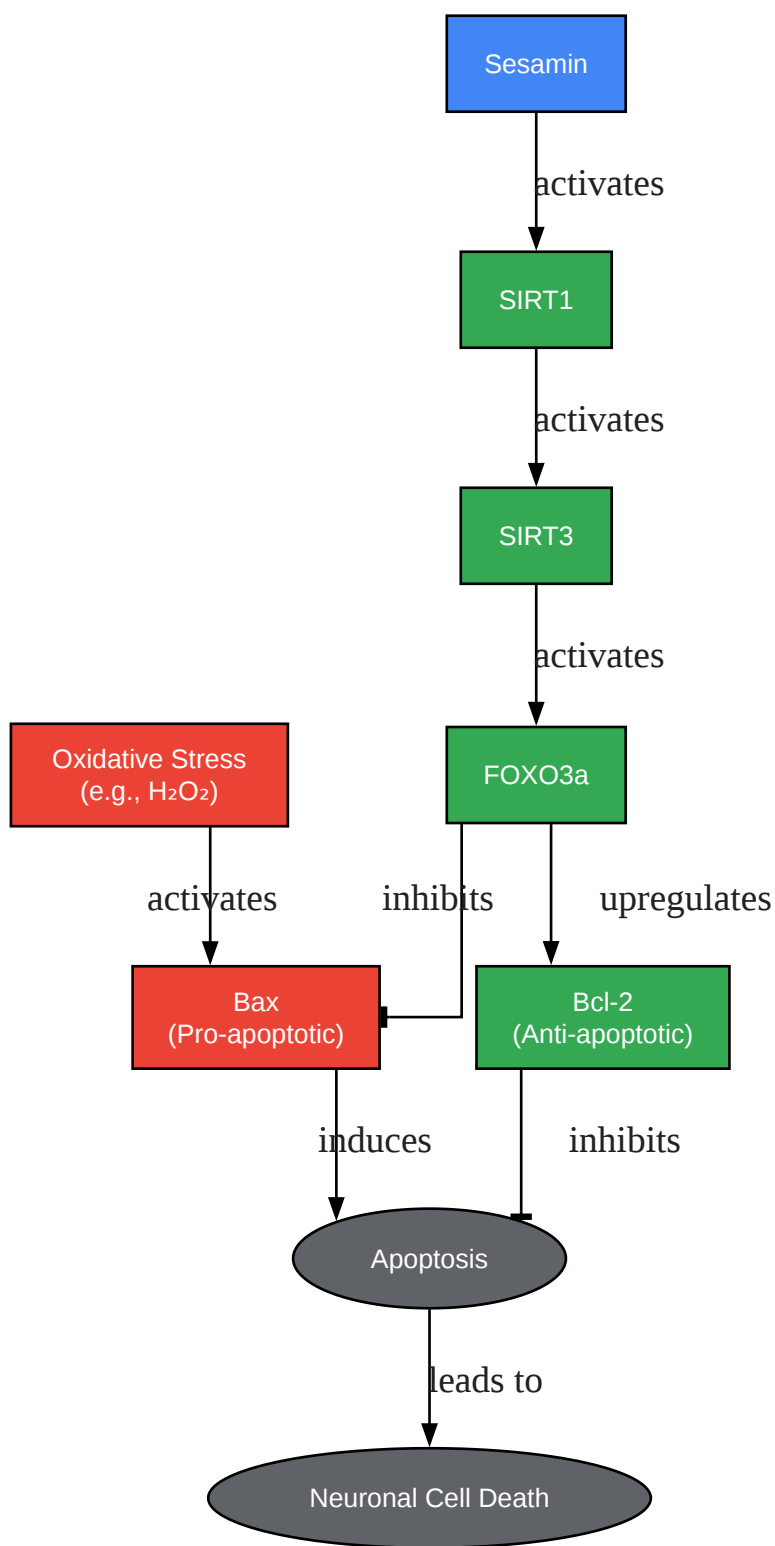 Sesamin
activates
SIRT1
activates
SIRT3
activates
Oxidative Stress
(e.g., H₂O₂)
FOXO3a
activates
inhibits
upregulates
Bax
(Pro-apoptotic)
Bcl-2
(Anti-apoptotic)
induces
inhibits
Apoptosis
leads to
Neuronal Cell Death